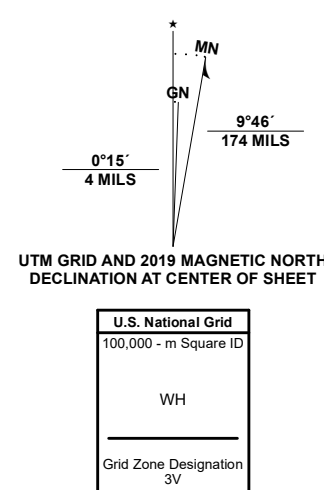 ★
MN
GN
9°46´
174 MILS
0°15´
4 MILS
UTM GRID AND 2019 MAGNETIC NORTH
DECLINATION AT CENTER OF SHEET
U.S. National Grid
100,000 - m Square ID
WH
Grid Zone Designation
3V